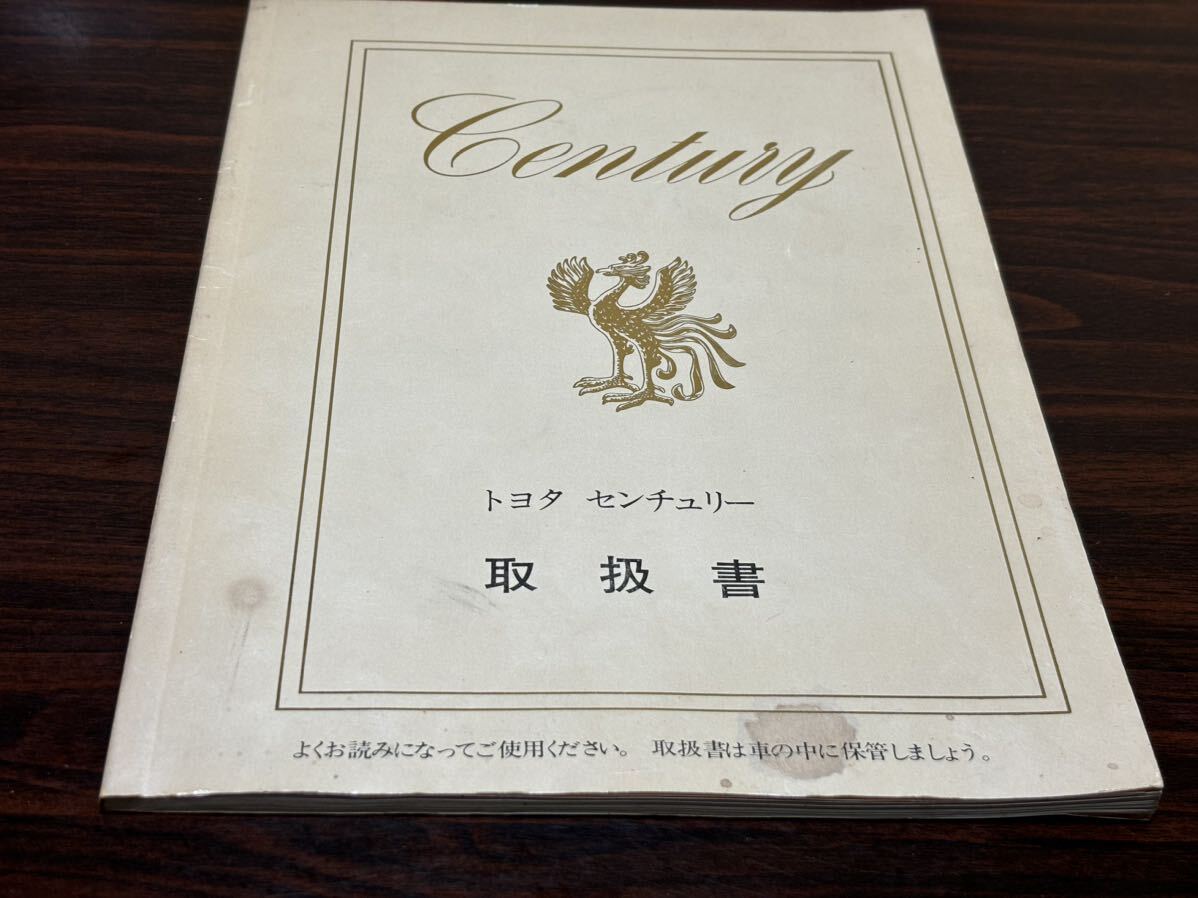 Century
トヨタ センチュリー
取扱書
よくお読みになってご使用ください。 取扱書は車の中に保管しましょう。